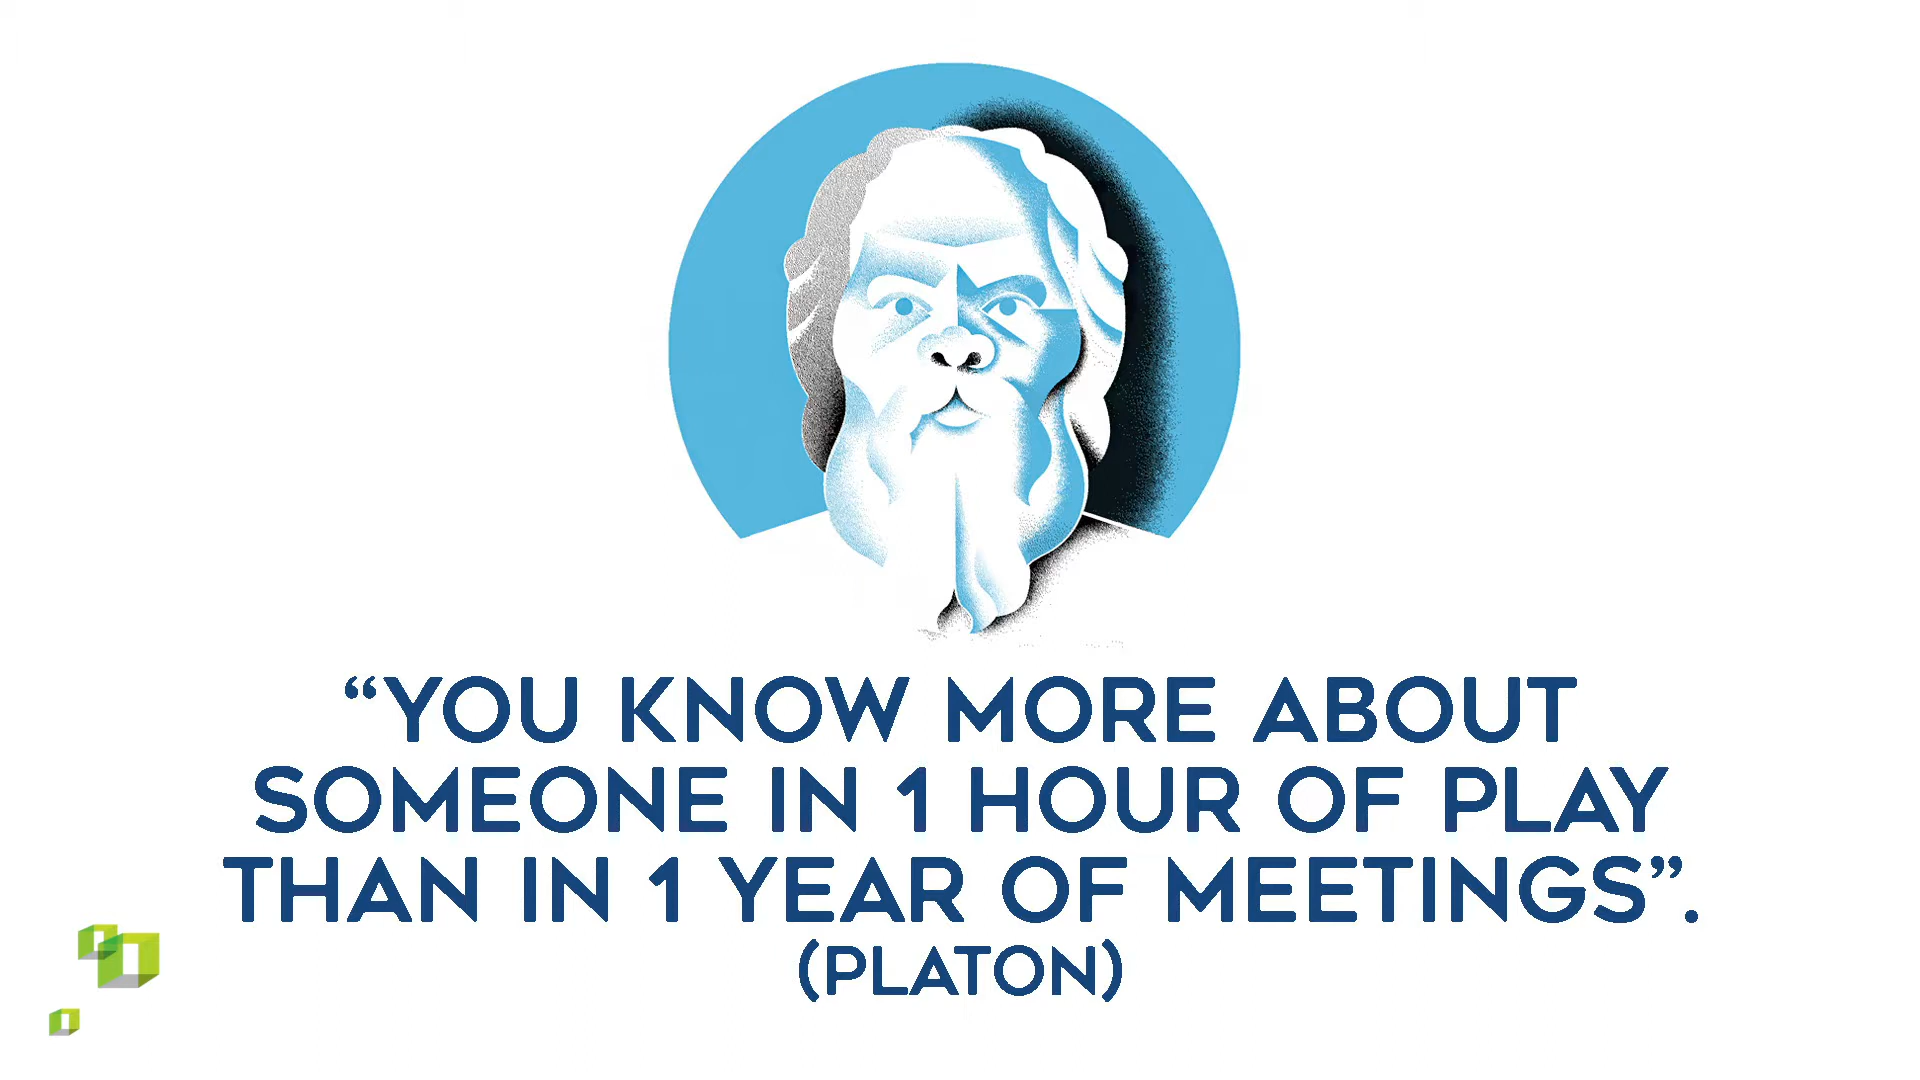 “YOU KNOW MORE ABOUT
SOMEONE IN 1 HOUR OF PLAY
THAN IN 1 YEAR OF MEETINGS”.
(PLATON)